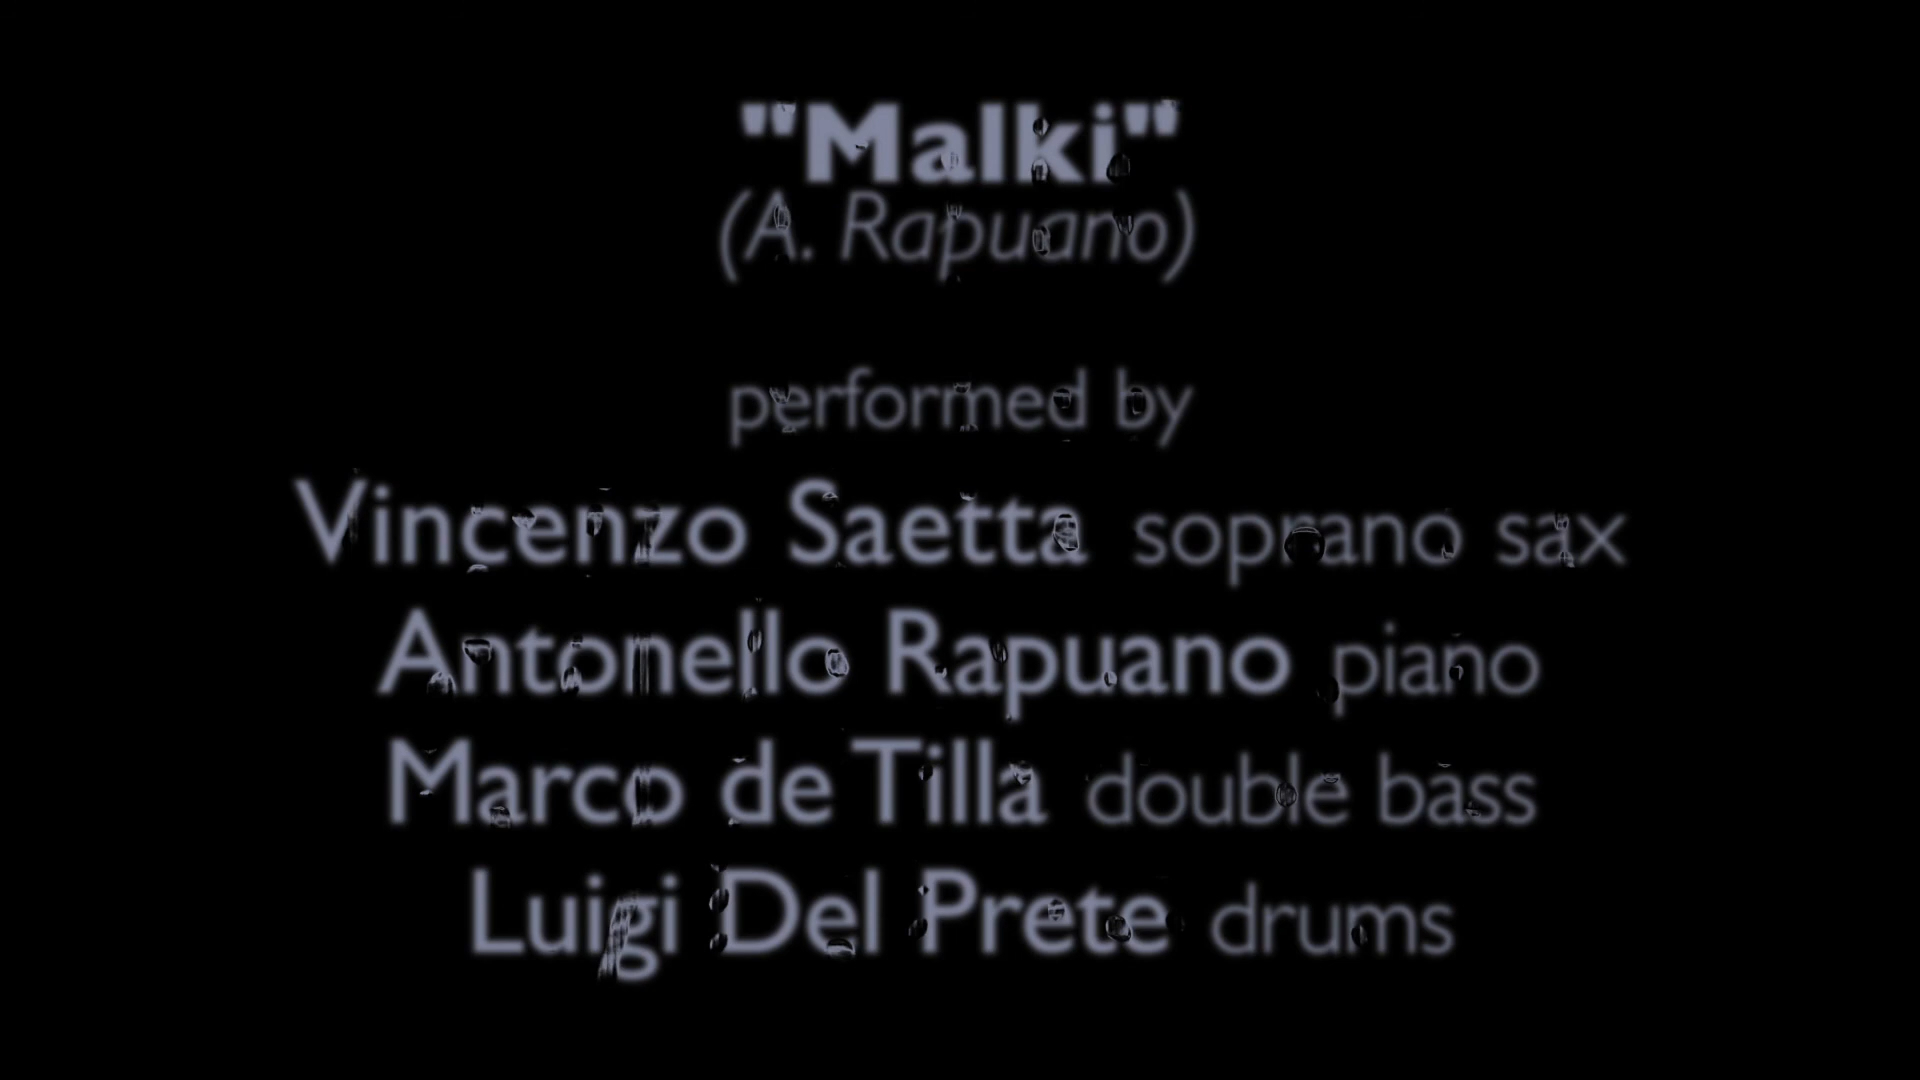 "Malki"
(A. Rapuano)
performed by
Vincenzo Saetta soprano sax
Antonello Rapuano piano
Marco de Tilla double bass
Luigi Del Prete drums